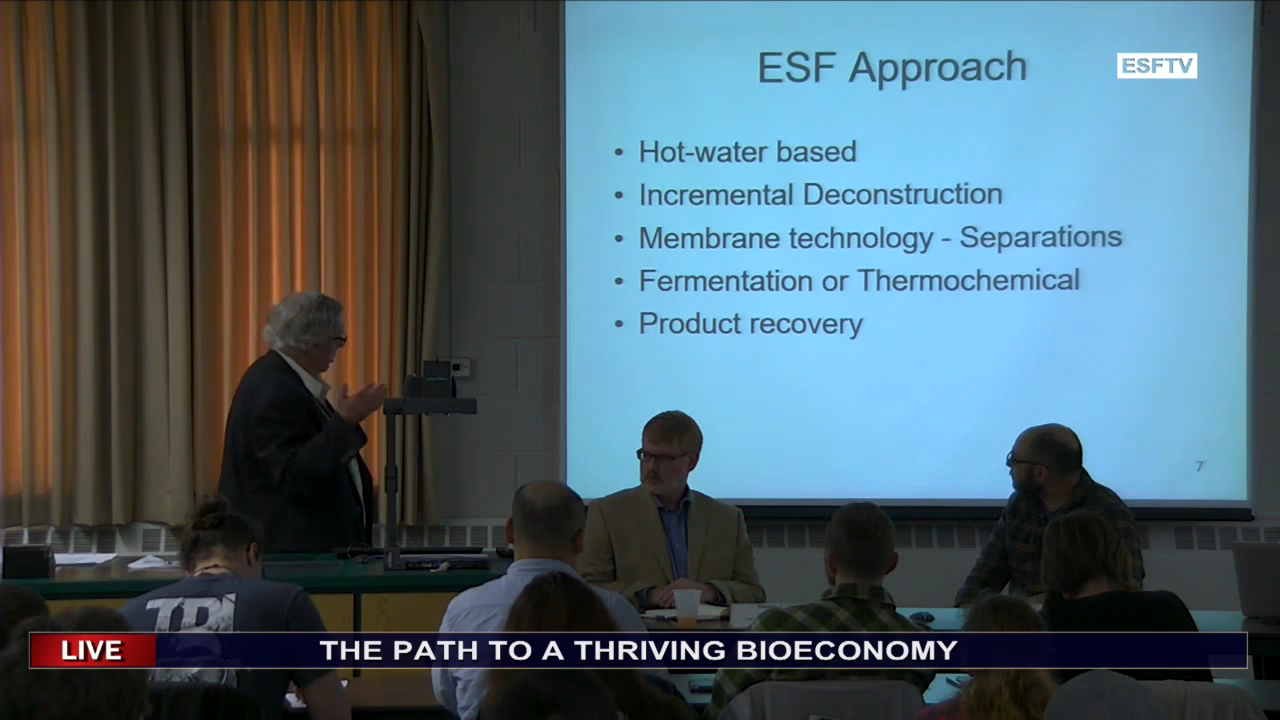 ESF Approach
ESFTV
• Hot-water based
• Incremental Deconstruction
• Membrane technology - Separations
• Fermentation or Thermochemical
• Product recovery
7
TBL
LIVE
THE PATH TO A THRIVING BIOECONOMY